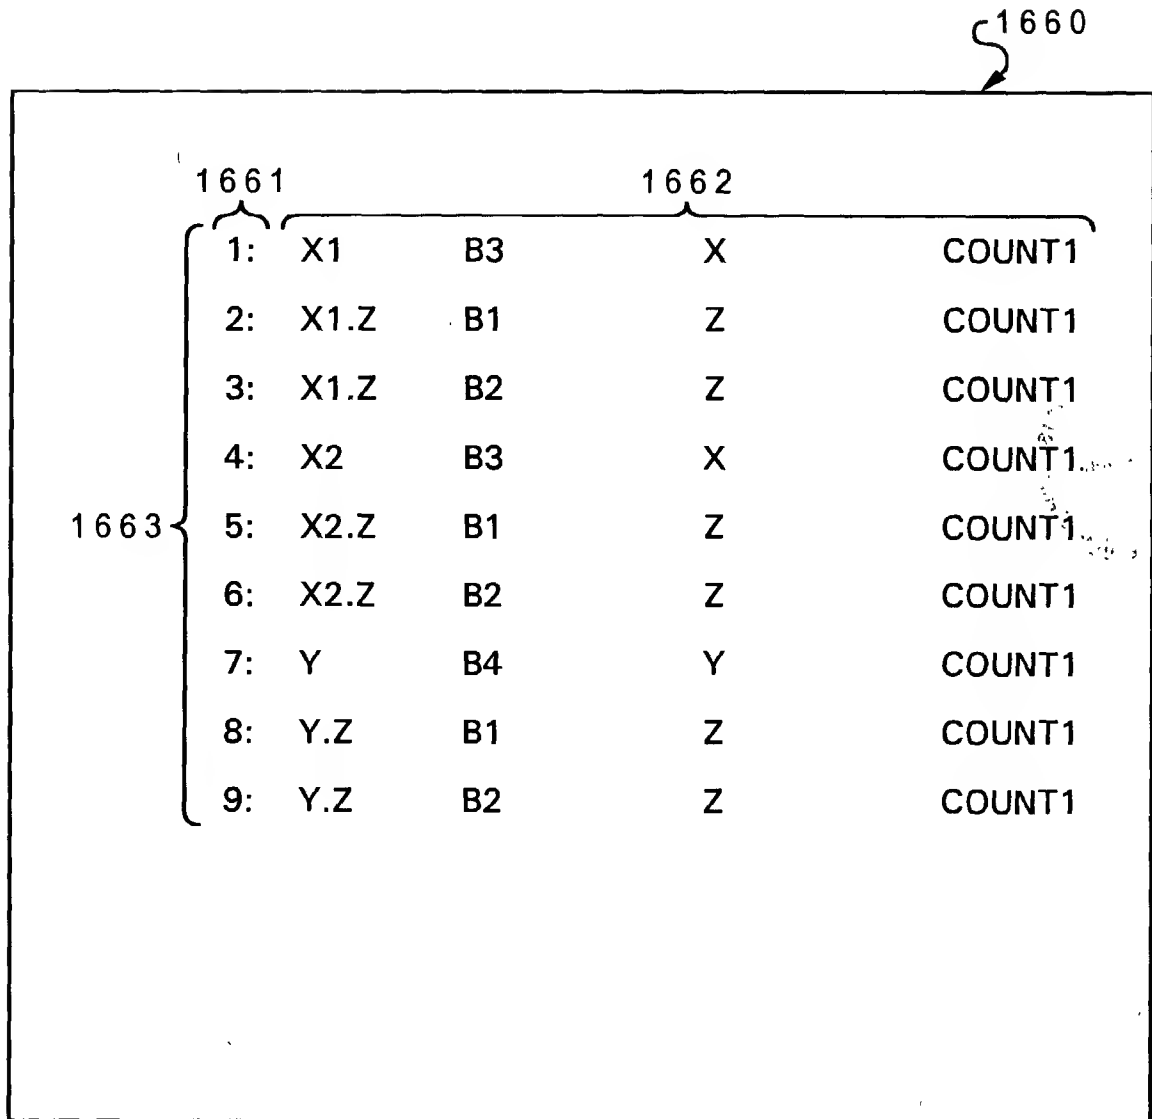 1660
1661 1662
1: X1 B3 X COUNT1
2: X1.Z B1 Z COUNT1
3: X1.Z B2 Z COUNT1
4: X2 B3 X COUNT1
1663 5: X2.Z B1 Z COUNT1
6: X2.Z B2 Z COUNT1
7: Y B4 Y COUNT1
8: Y.Z B1 Z COUNT1
9: Y.Z B2 Z COUNT1